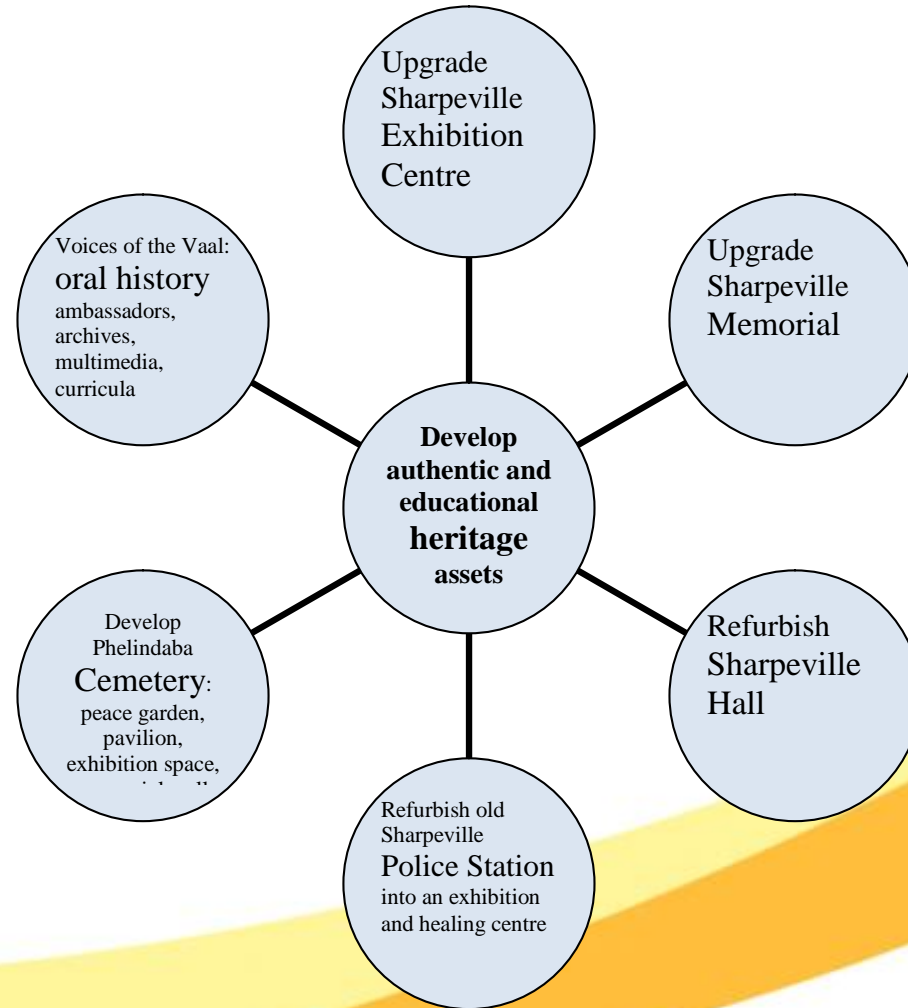 Upgrade
Sharpeville
Exhibition
Centre
Upgrade
Sharpeville
Memorial
Refurbish
Sharpeville
Hall
Refurbish old
Sharpeville
Police Station
into an exhibition
and healing centre
Develop
Phelindaba
Cemetery:
peace garden,
pavilion,
exhibition space,
Voices of the Vaal:
oral history
ambassadors,
archives,
multimedia,
curricula
Develop
authentic and
educational
heritage
assets